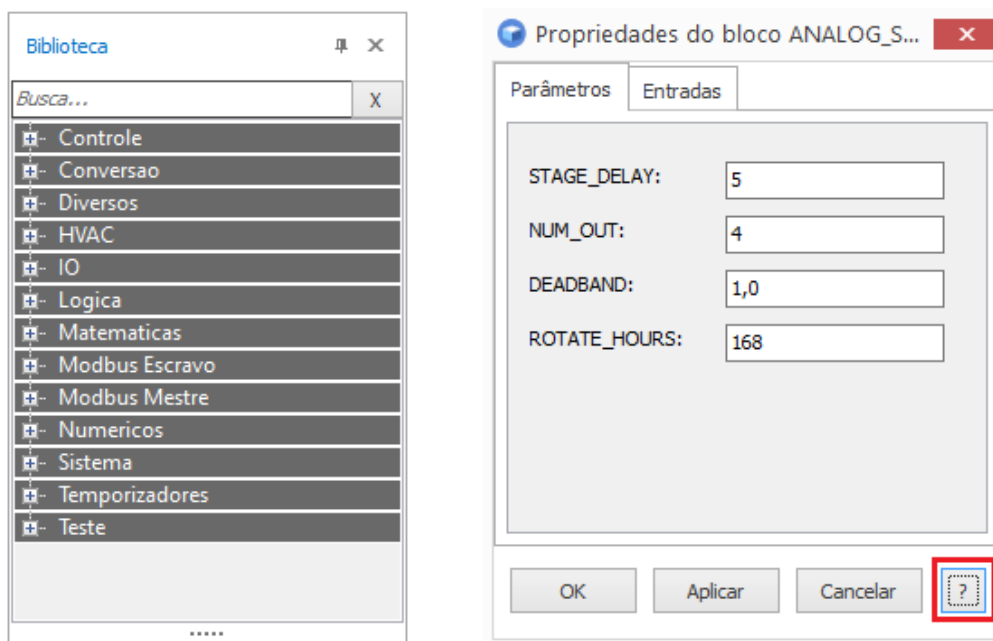 Biblioteca
Busca...
X
Controle
Conversao
Diversos
HVAC
IO
Logica
Matematicas
Modbus Escravo
Modbus Mestre
Numericos
Sistema
Temporizadores
Teste
Propriedades do bloco ANALOG_S...
Parâmetros Entradas
STAGE_DELAY: 5
NUM_OUT: 4
DEADBAND: 1,0
ROTATE_HOURS: 168
OK Aplicar Cancelar ?